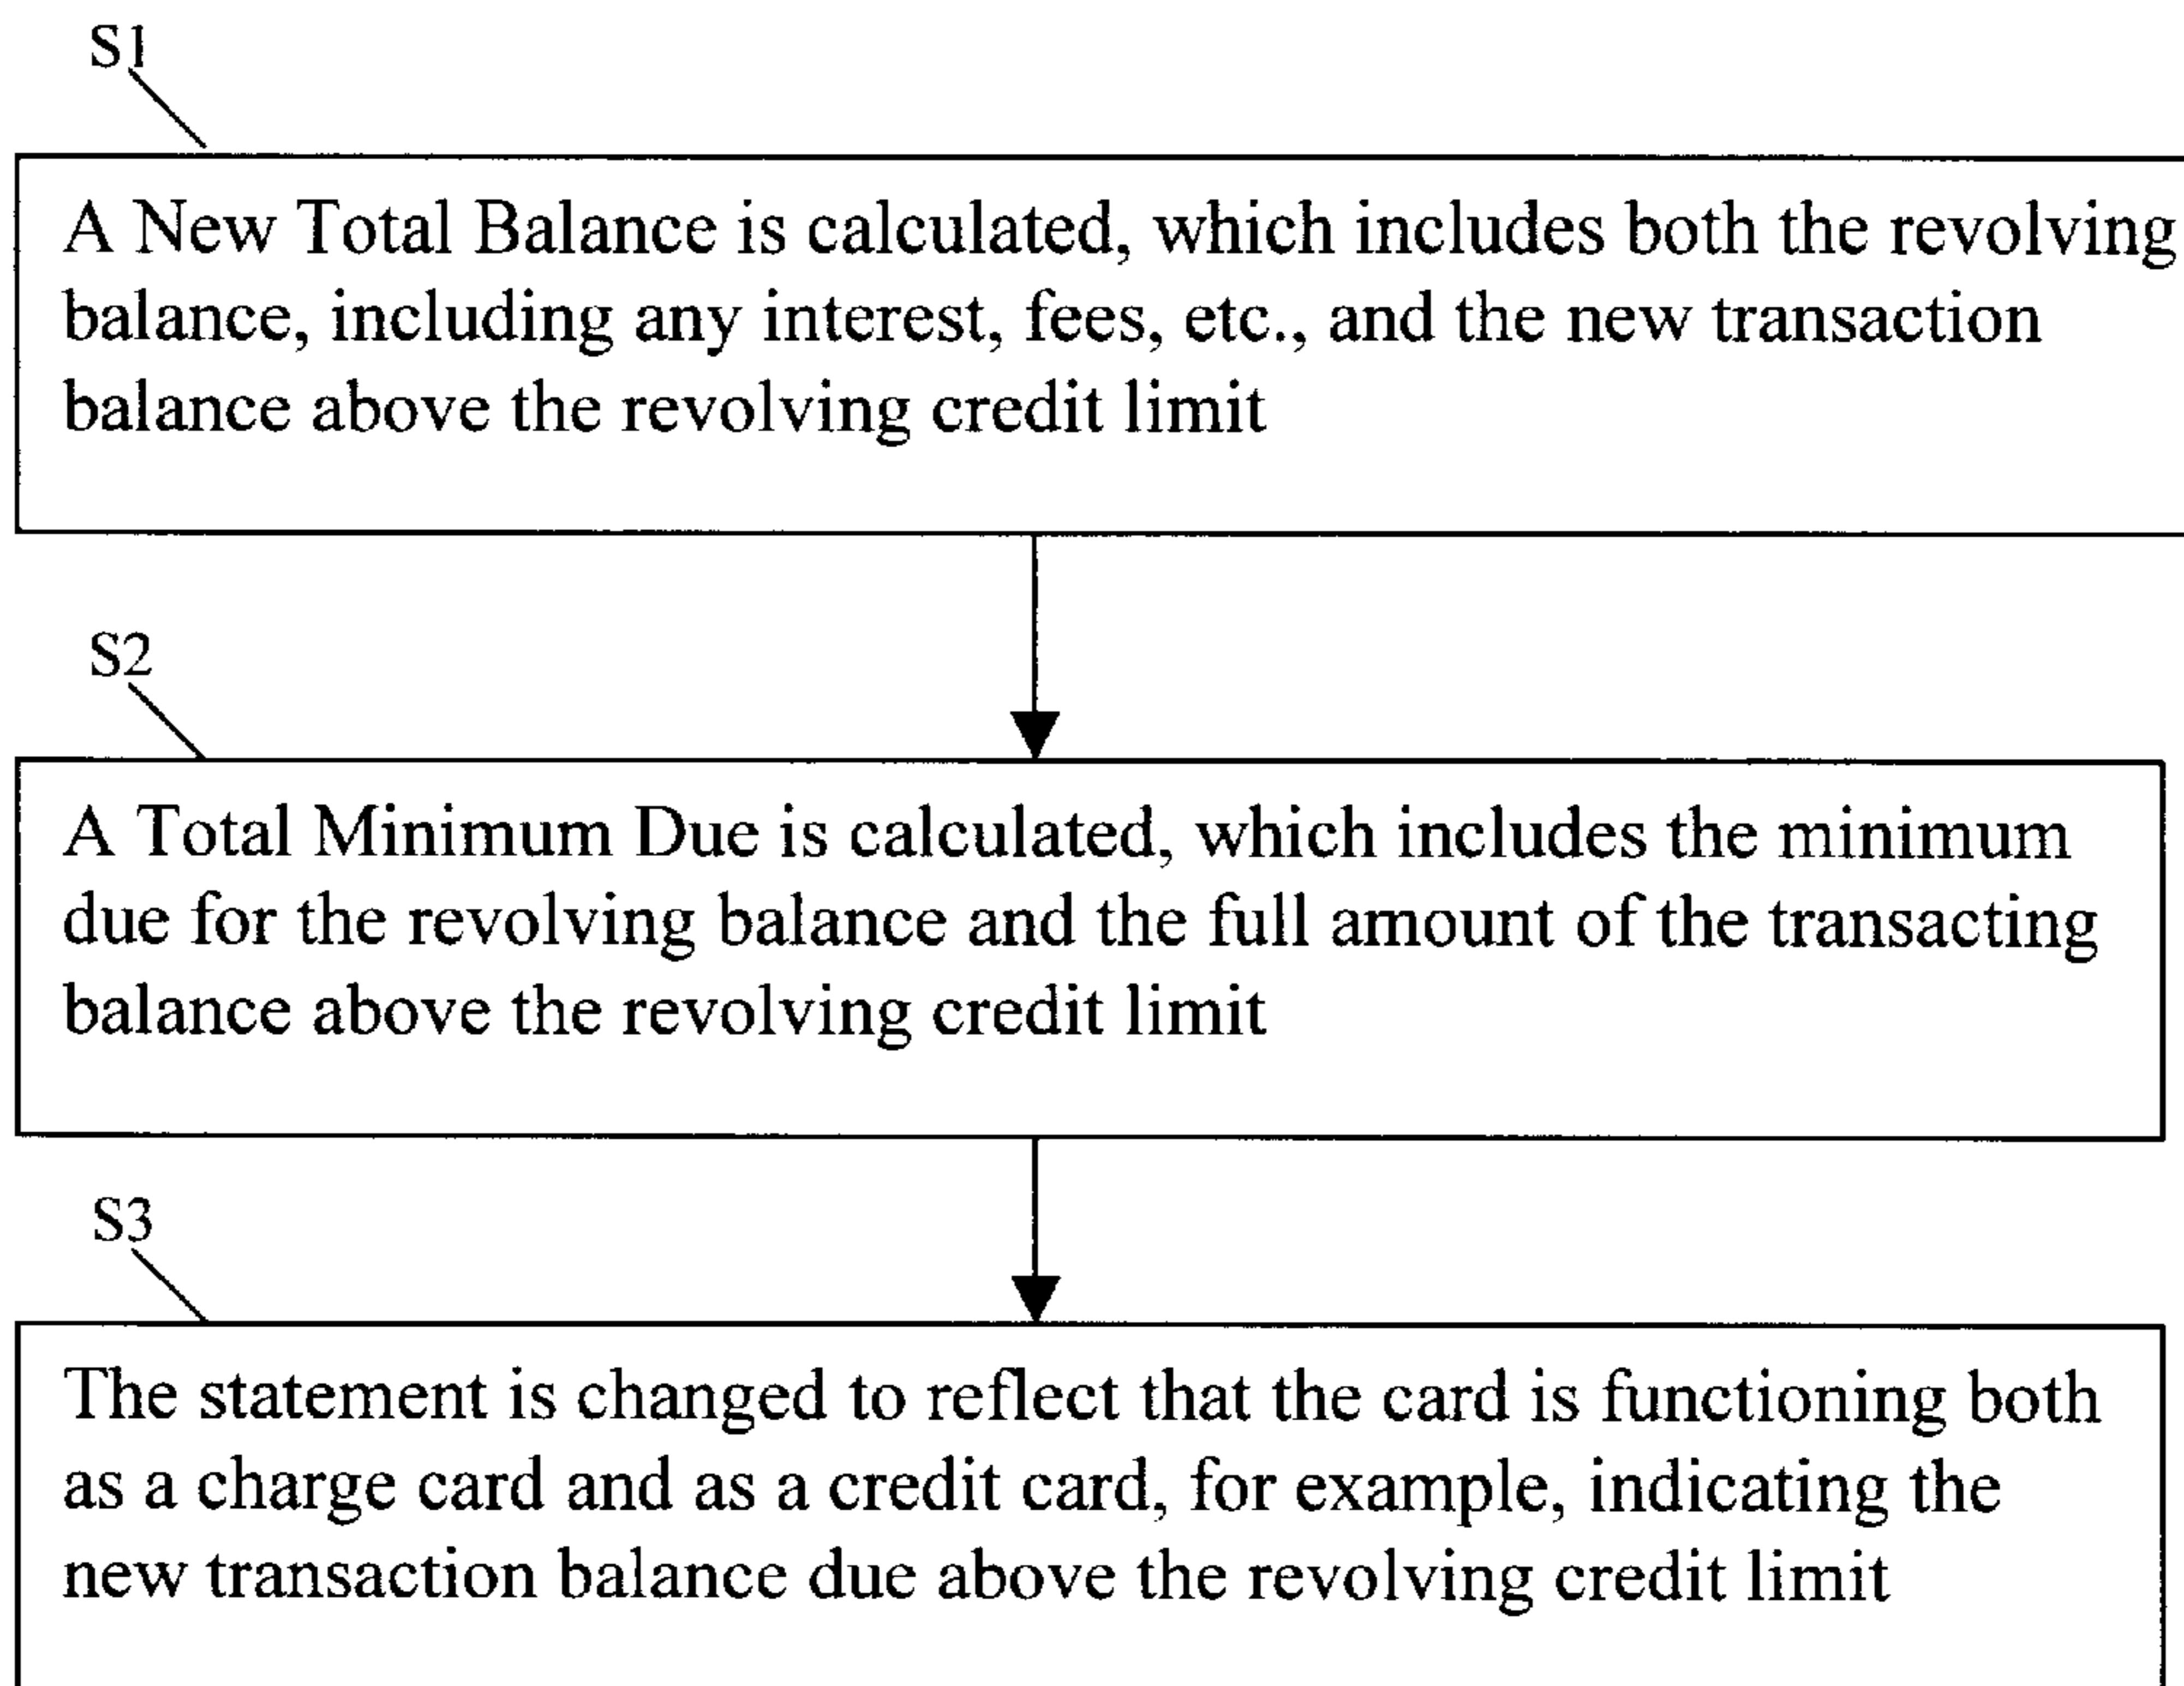 S1
A New Total Balance is calculated, which includes both the revolving
balance, including any interest, fees, etc., and the new transaction
balance above the revolving credit limit
S2
A Total Minimum Due is calculated, which includes the minimum
due for the revolving balance and the full amount of the transacting
balance above the revolving credit limit
S3
The statement is changed to reflect that the card is functioning both
as a charge card and as a credit card, for example, indicating the
new transaction balance due above the revolving credit limit